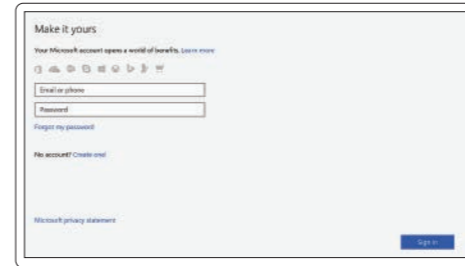 Make it yours
Your Microsoft account opens a world of benefits. Learn more
Email or phone
Password
Forgot my password
No account? Create one!
Microsoft privacy statement
Sign in